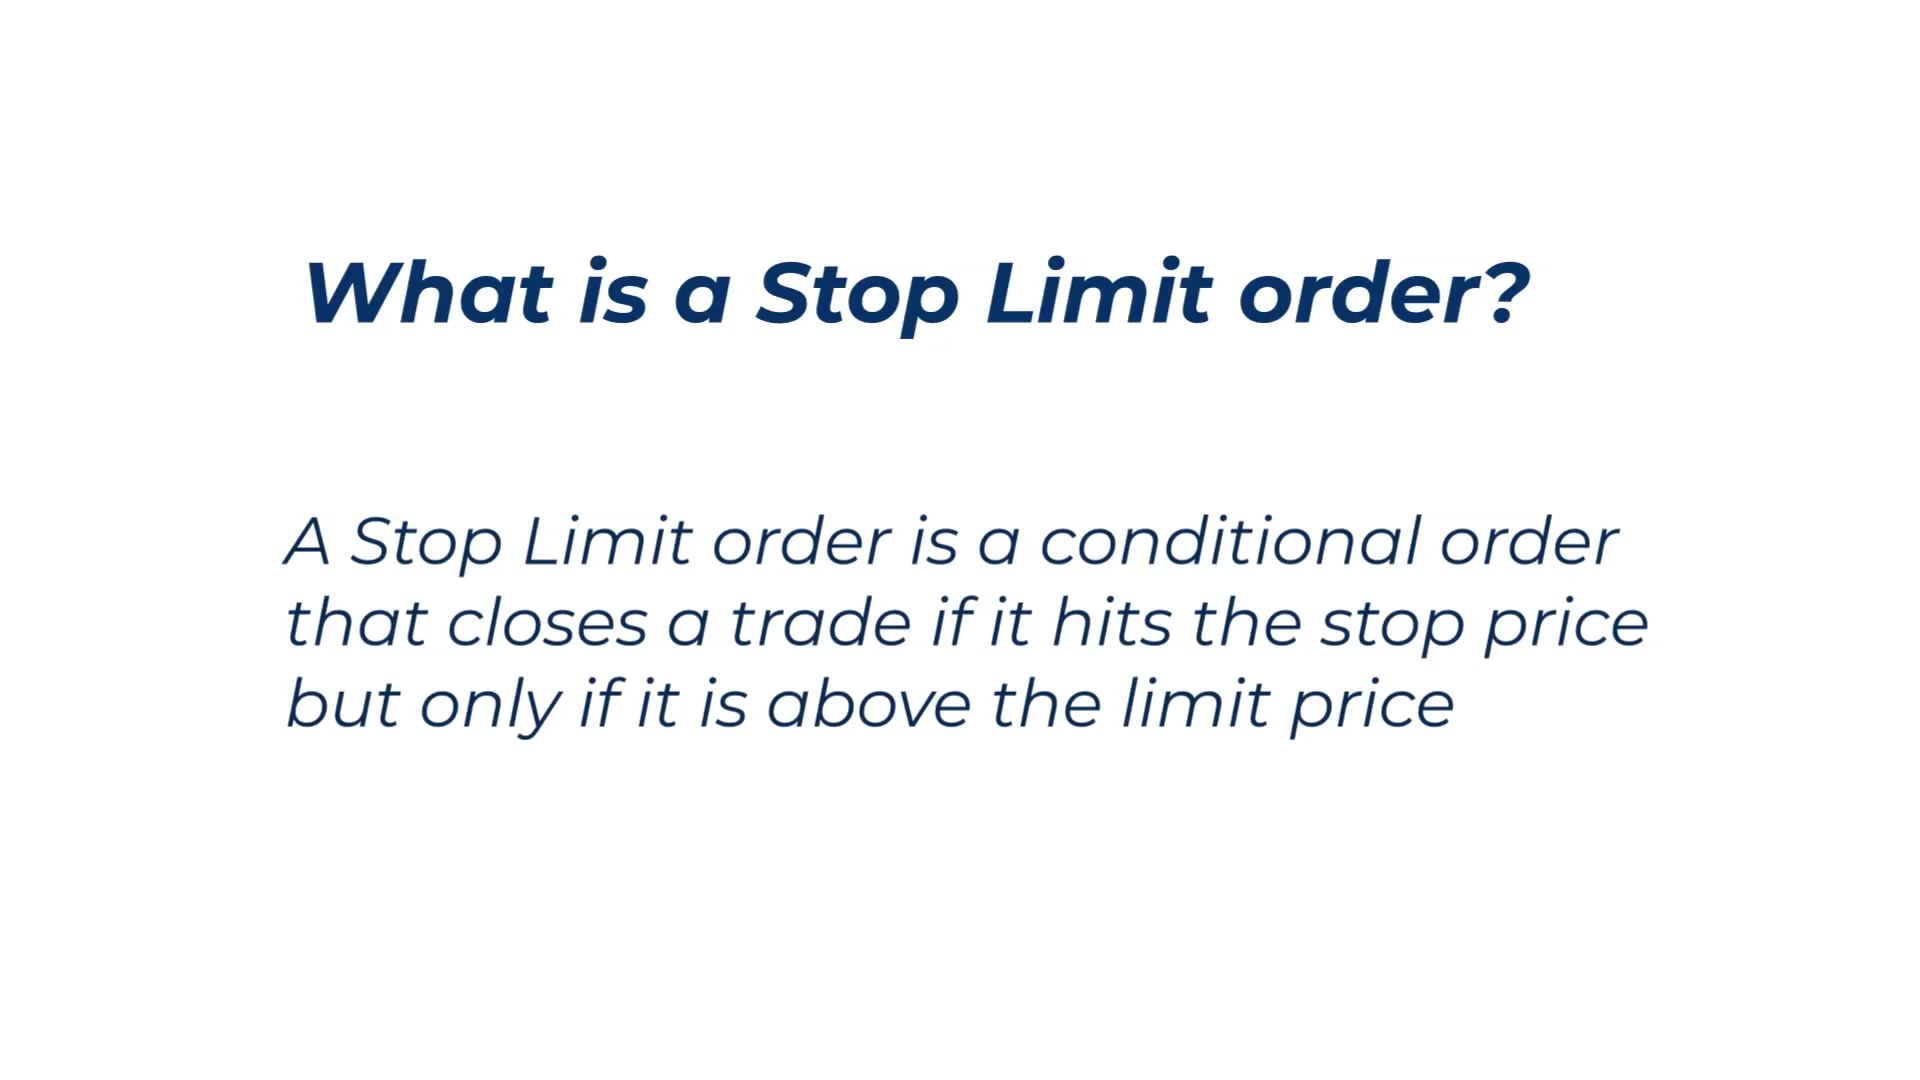 What is a Stop Limit order?
A Stop Limit order is a conditional order
that closes a trade if it hits the stop price
but only if it is above the limit price